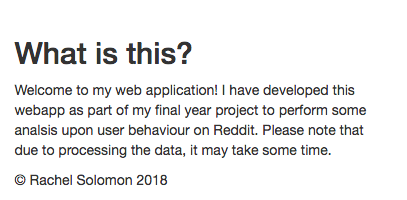 What is this?
Welcome to my web application! I have developed this
webapp as part of my final year project to perform some
analsis upon user behaviour on Reddit. Please note that
due to processing the data, it may take some time.
© Rachel Solomon 2018